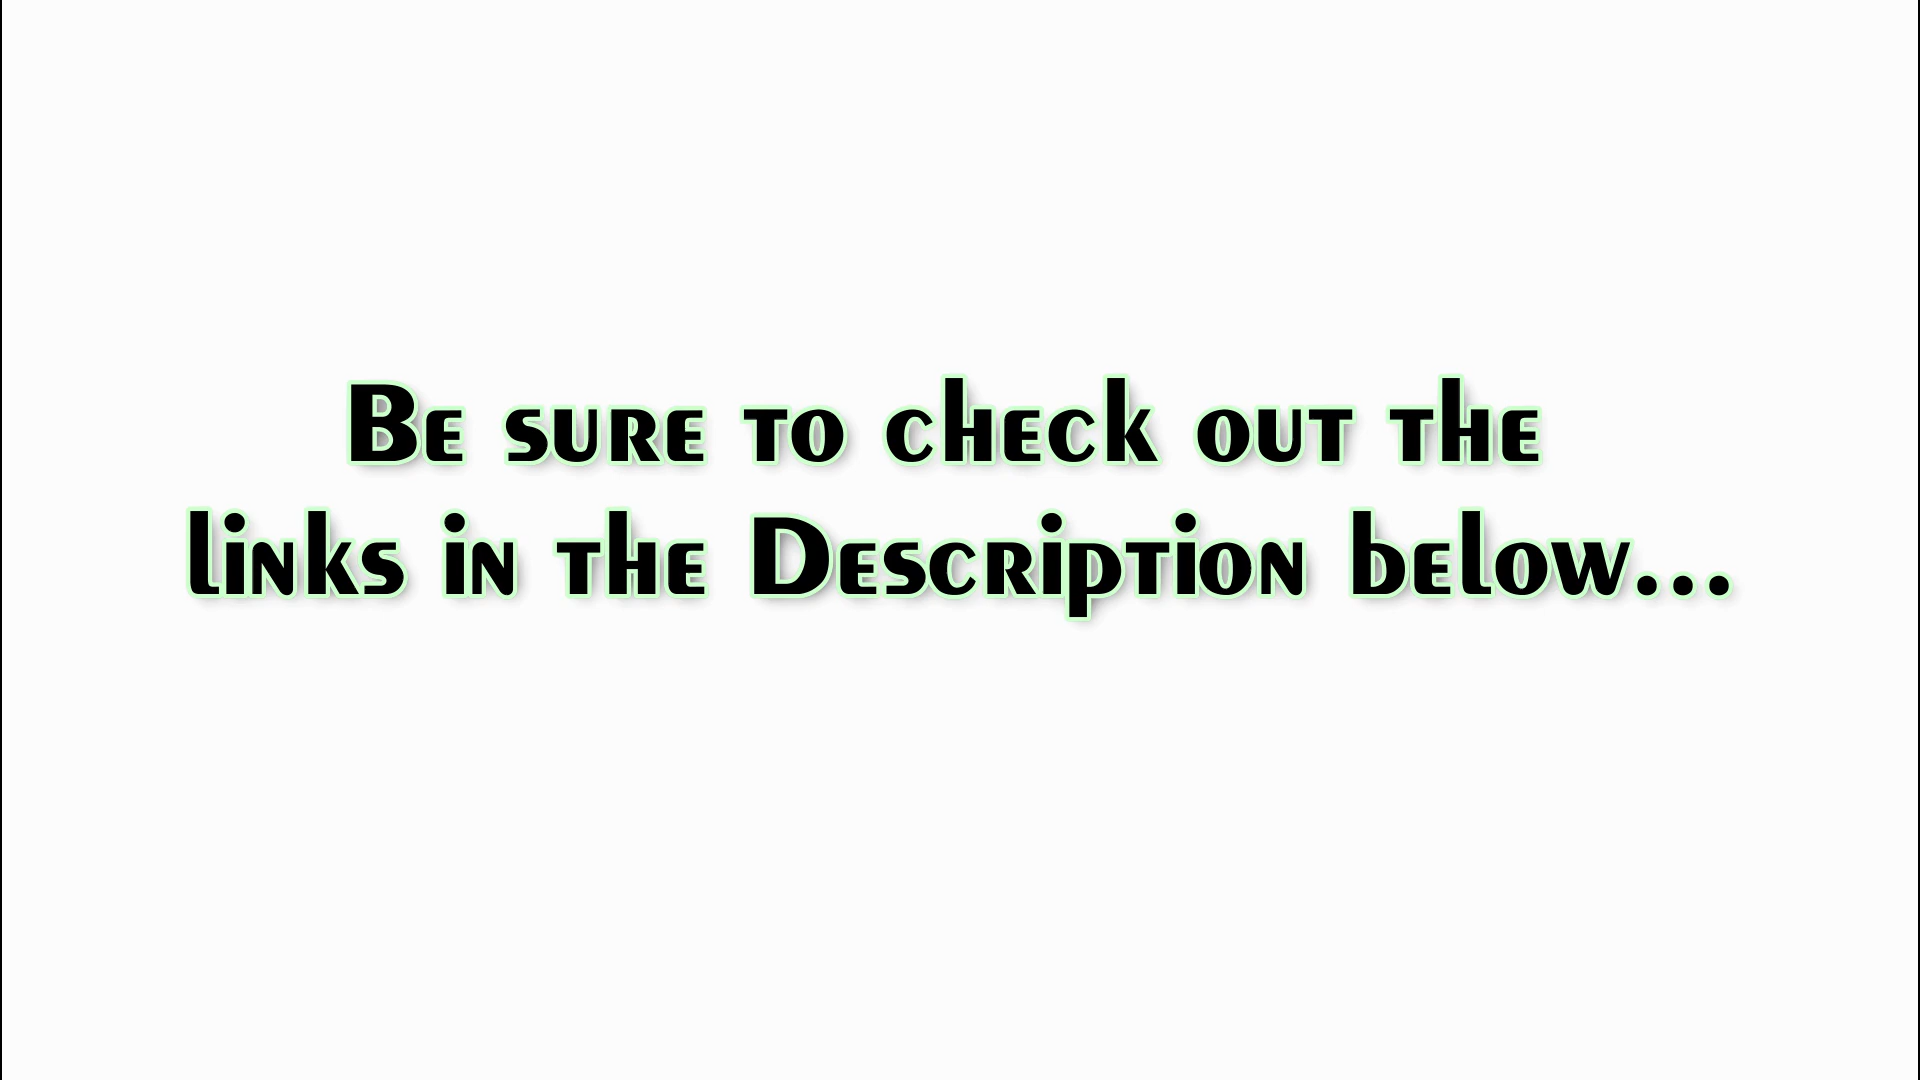 Be sure to check out the
links in the Description below...